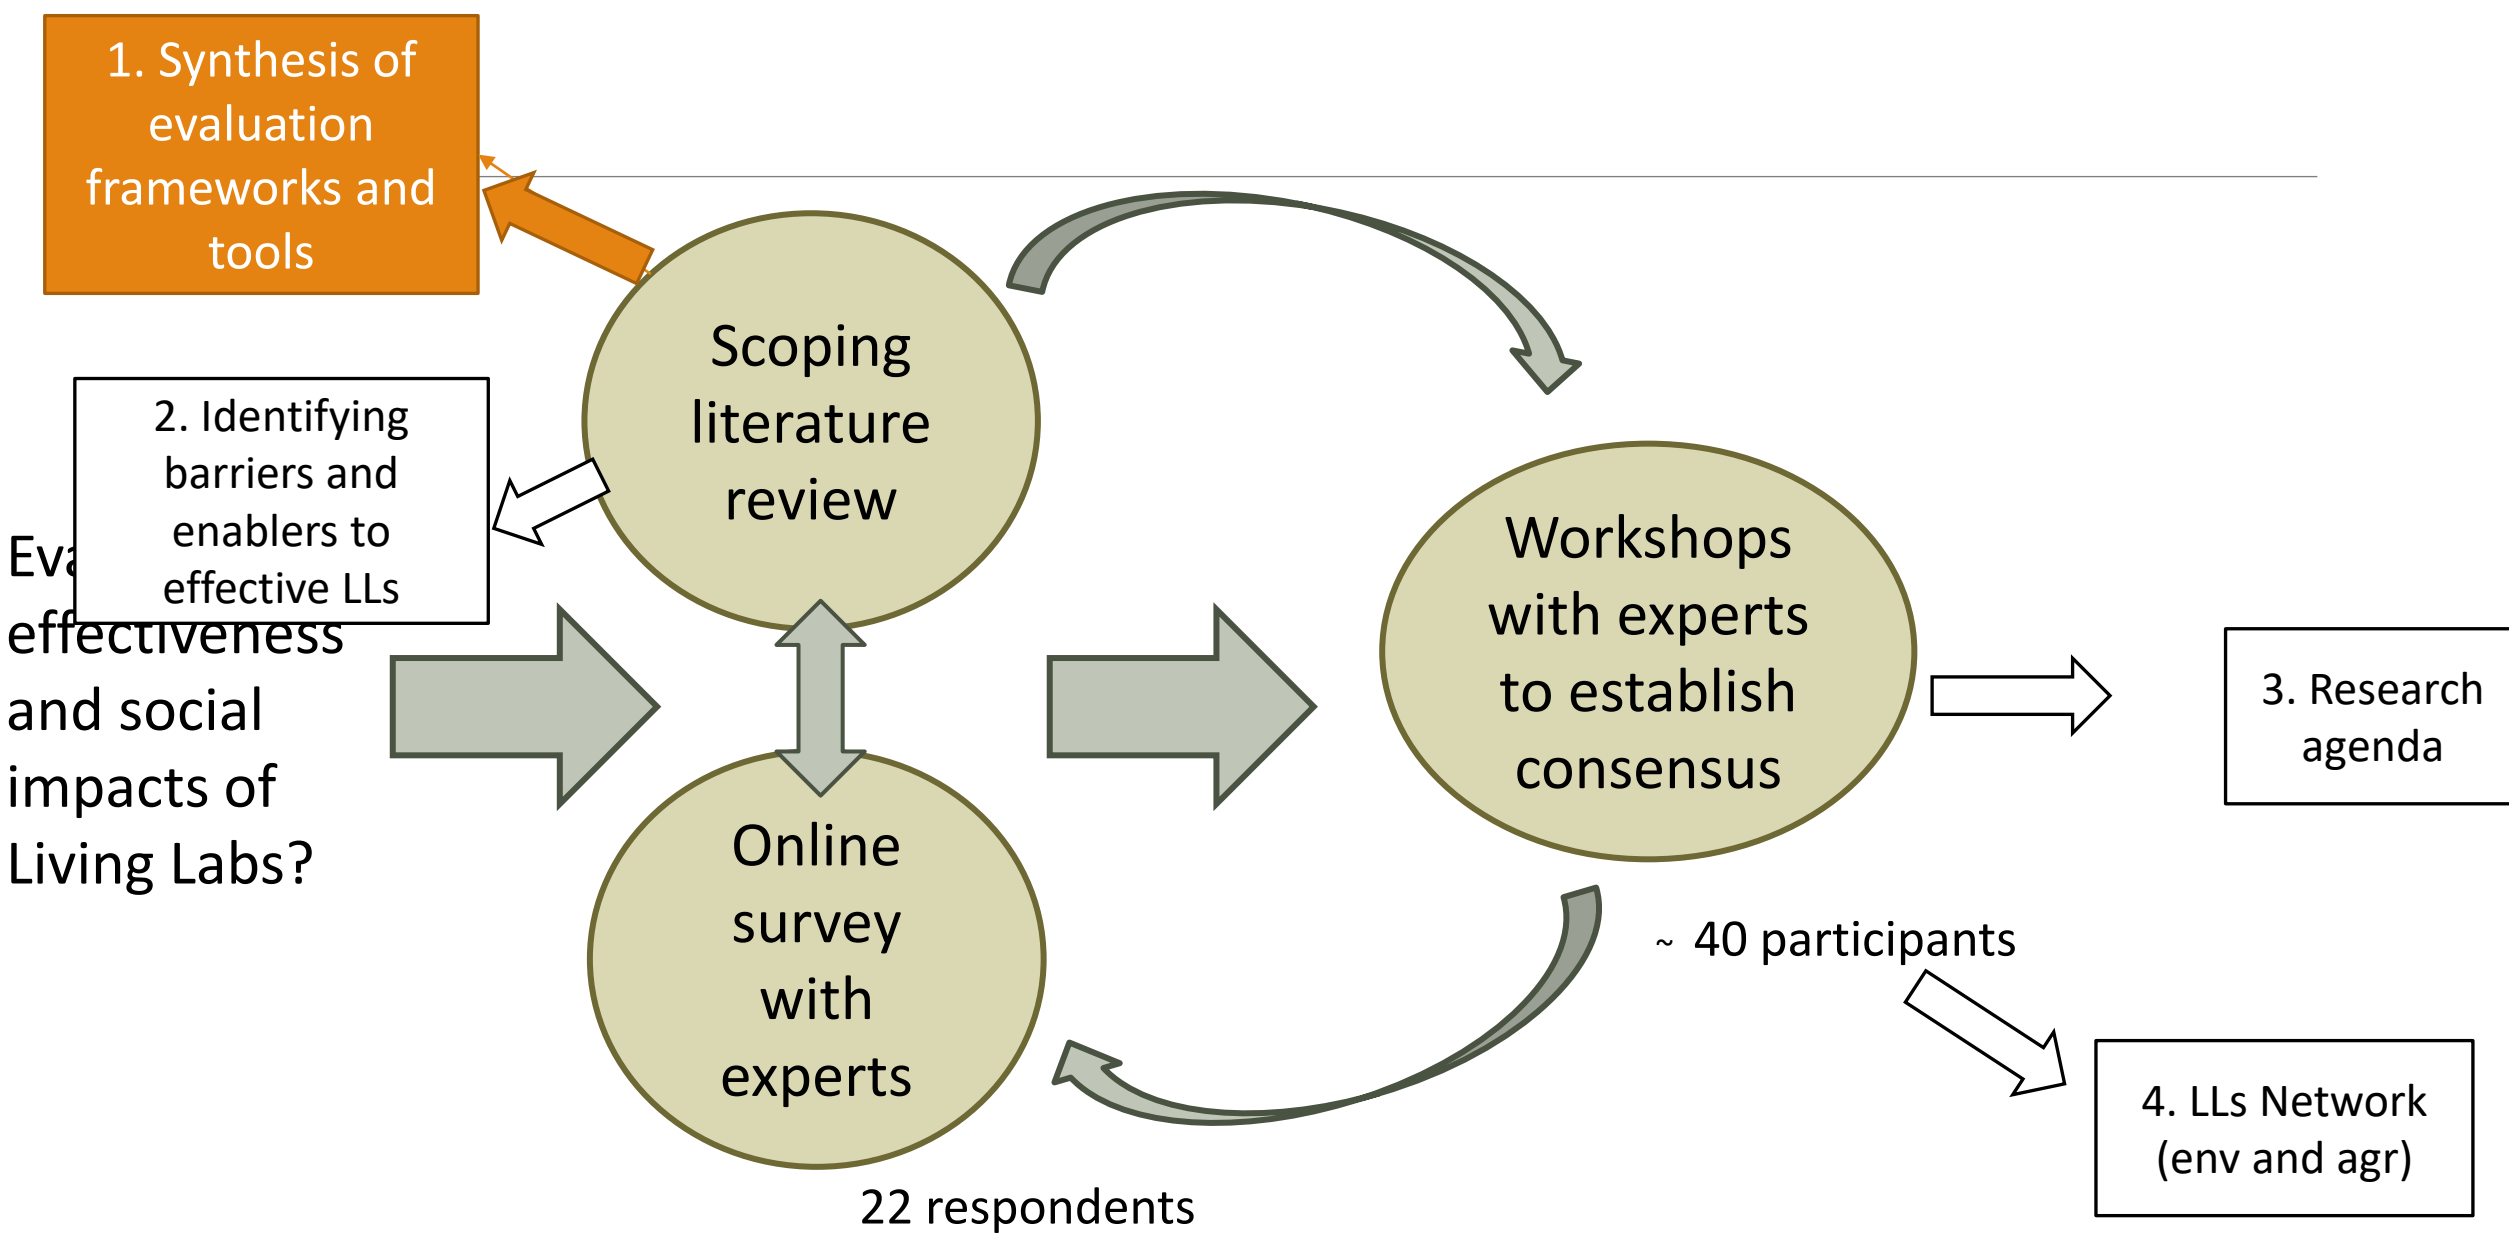 1. Synthesis of
evaluation
frameworks and
tools
Scoping
literature
review
2. Identifying
barriers and
enablers to
effective LLs
effectiveness
and social
impacts of
Living Labs?
Workshops
with experts
to establish
consensus
3. Research
agenda
Online
survey
with
experts
~ 40 participants
4. LLs Network
(env and agr)
22 respondents